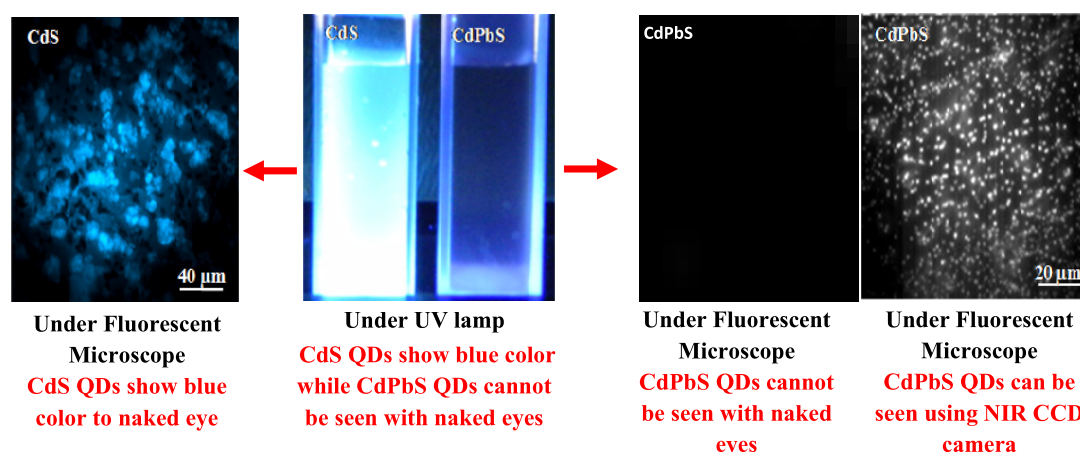 CdS
40 μm
Under Fluorescent
Microscope
CdS QDs show blue
color to naked eye
CdS
CdPbS
Under UV lamp
CdS QDs show blue color
while CdPbS QDs cannot
be seen with naked eyes
CdPbS
Under Fluorescent
Microscope
CdPbS QDs cannot
be seen with naked
eyes
CdPbS
20 μm
Under Fluorescent
Microscope
CdPbS QDs can be
seen using NIR CCD
camera